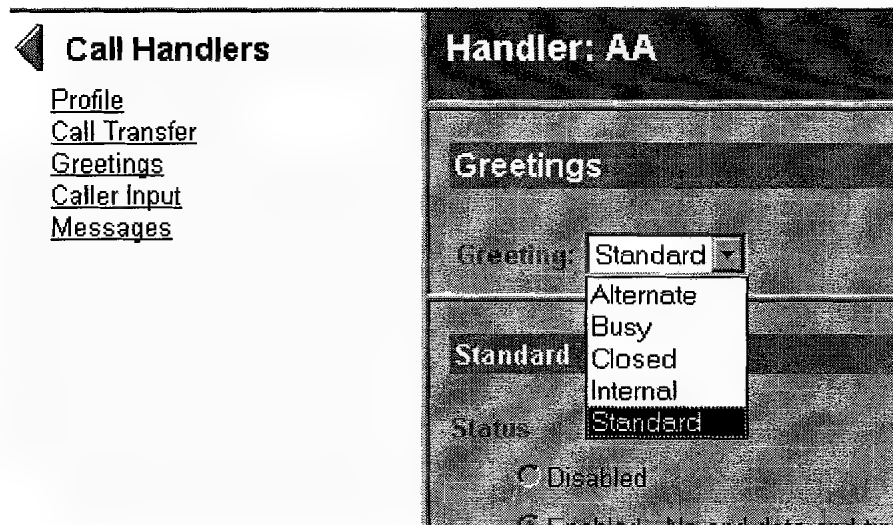 Call Handlers
Profile
Call Transfer
Greetings
Caller Input
Messages
Handler: AA
Greetings
Greeting: Standard
Alternate
Busy
Closed
Internal
Standard
Standard
Status
Disabled